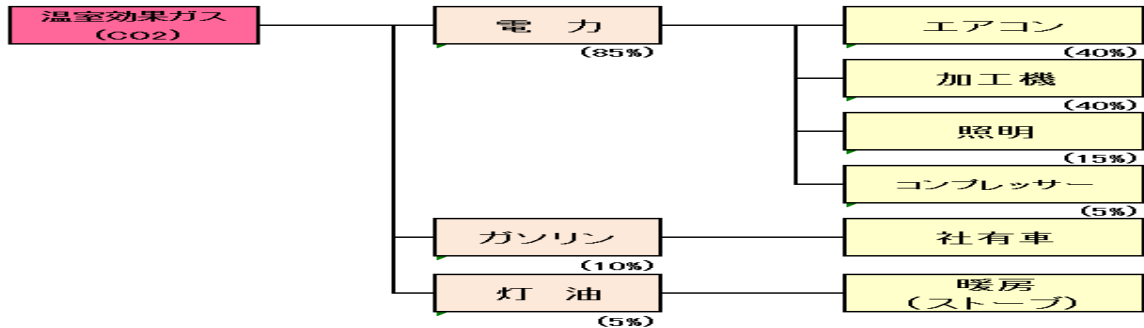 温室効果ガス
(CO2)
電 力
(85%)
エアコン
(40%)
加工機
(40%)
照明
(15%)
コンプレッサー
(5%)
ガソリン
(10%)
社有車
灯 油
(5%)
暖房
(ストーブ)